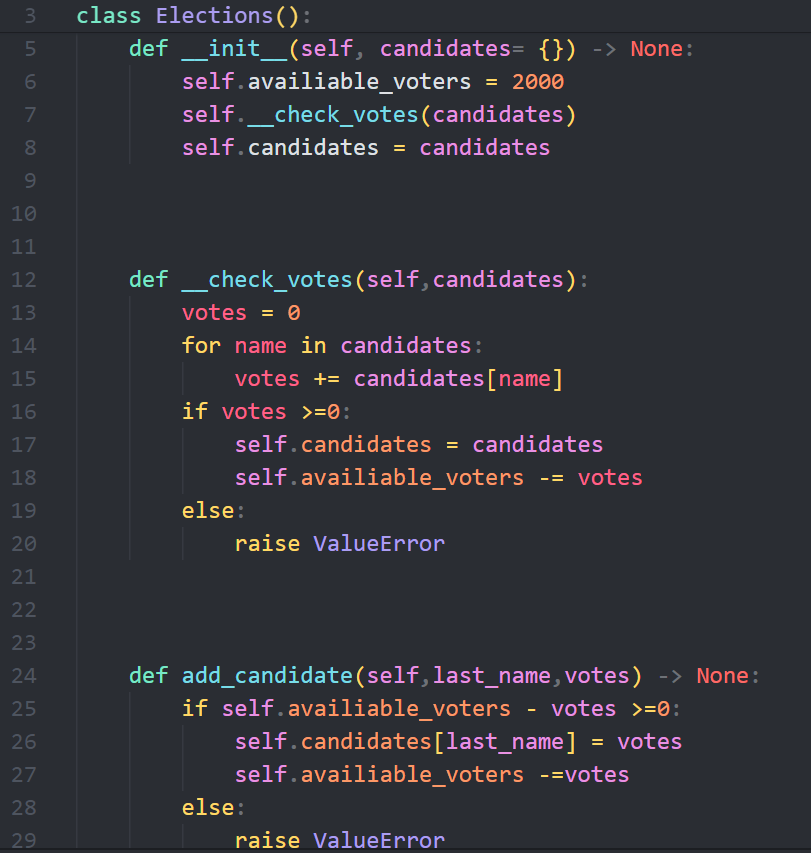 3 class Elections():
5 def __init__(self, candidates= {}) -> None:
6 self.availiable_voters = 2000
7 self.__check_votes(candidates)
8 self.candidates = candidates
9
10
11
12 def __check_votes(self,candidates):
13 votes = 0
14 for name in candidates:
15 votes += candidates[name]
16 if votes >=0:
17 self.candidates = candidates
18 self.availiable_voters -= votes
19 else:
20 raise ValueError
21
22
23
24 def add_candidate(self,last_name,votes) -> None:
25 if self.availiable_voters - votes >=0:
26 self.candidates[last_name] = votes
27 self.availiable_voters -=votes
28 else:
29 raise ValueError